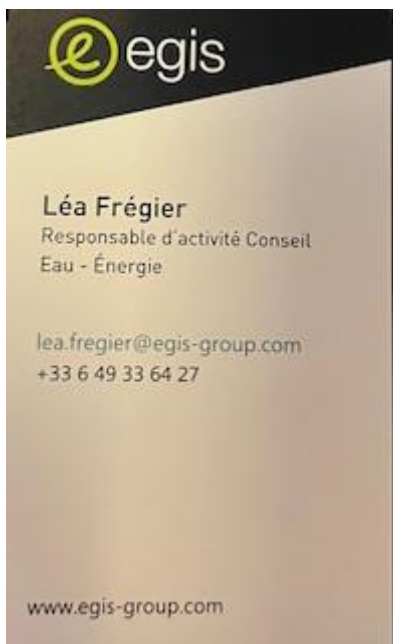 egis
Léa Frégier
Responsable d'activité Conseil
Eau - Énergie
lea.fregier@egis-group.com
+33 6 49 33 64 27
www.egis-group.com